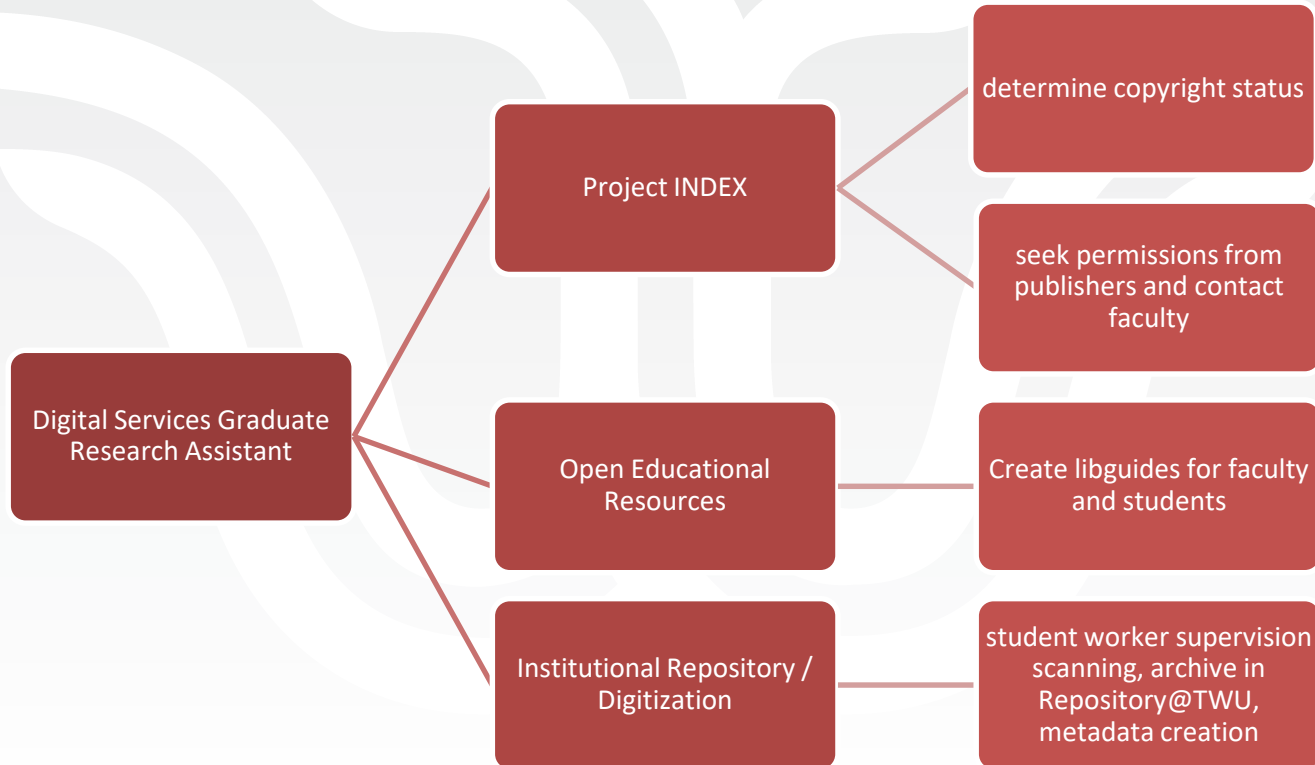 Digital Services Graduate
Research Assistant
Project INDEX
determine copyright status
seek permissions from
publishers and contact
faculty
Open Educational
Resources
Create libguides for faculty
and students
Institutional Repository /
Digitization
student worker supervision
scanning, archive in
Repository@TWU,
metadata creation